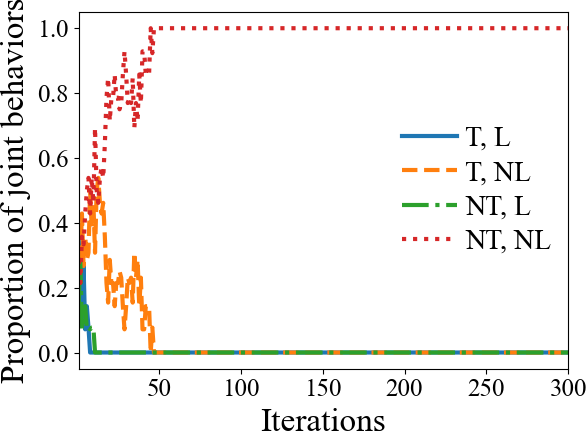 Proportion of joint behaviors
1.0
0.8
0.6
0.4
0.2
0.0
T, L
T, NL
NT, L
NT, NL
50 100 150 200 250 300
Iterations